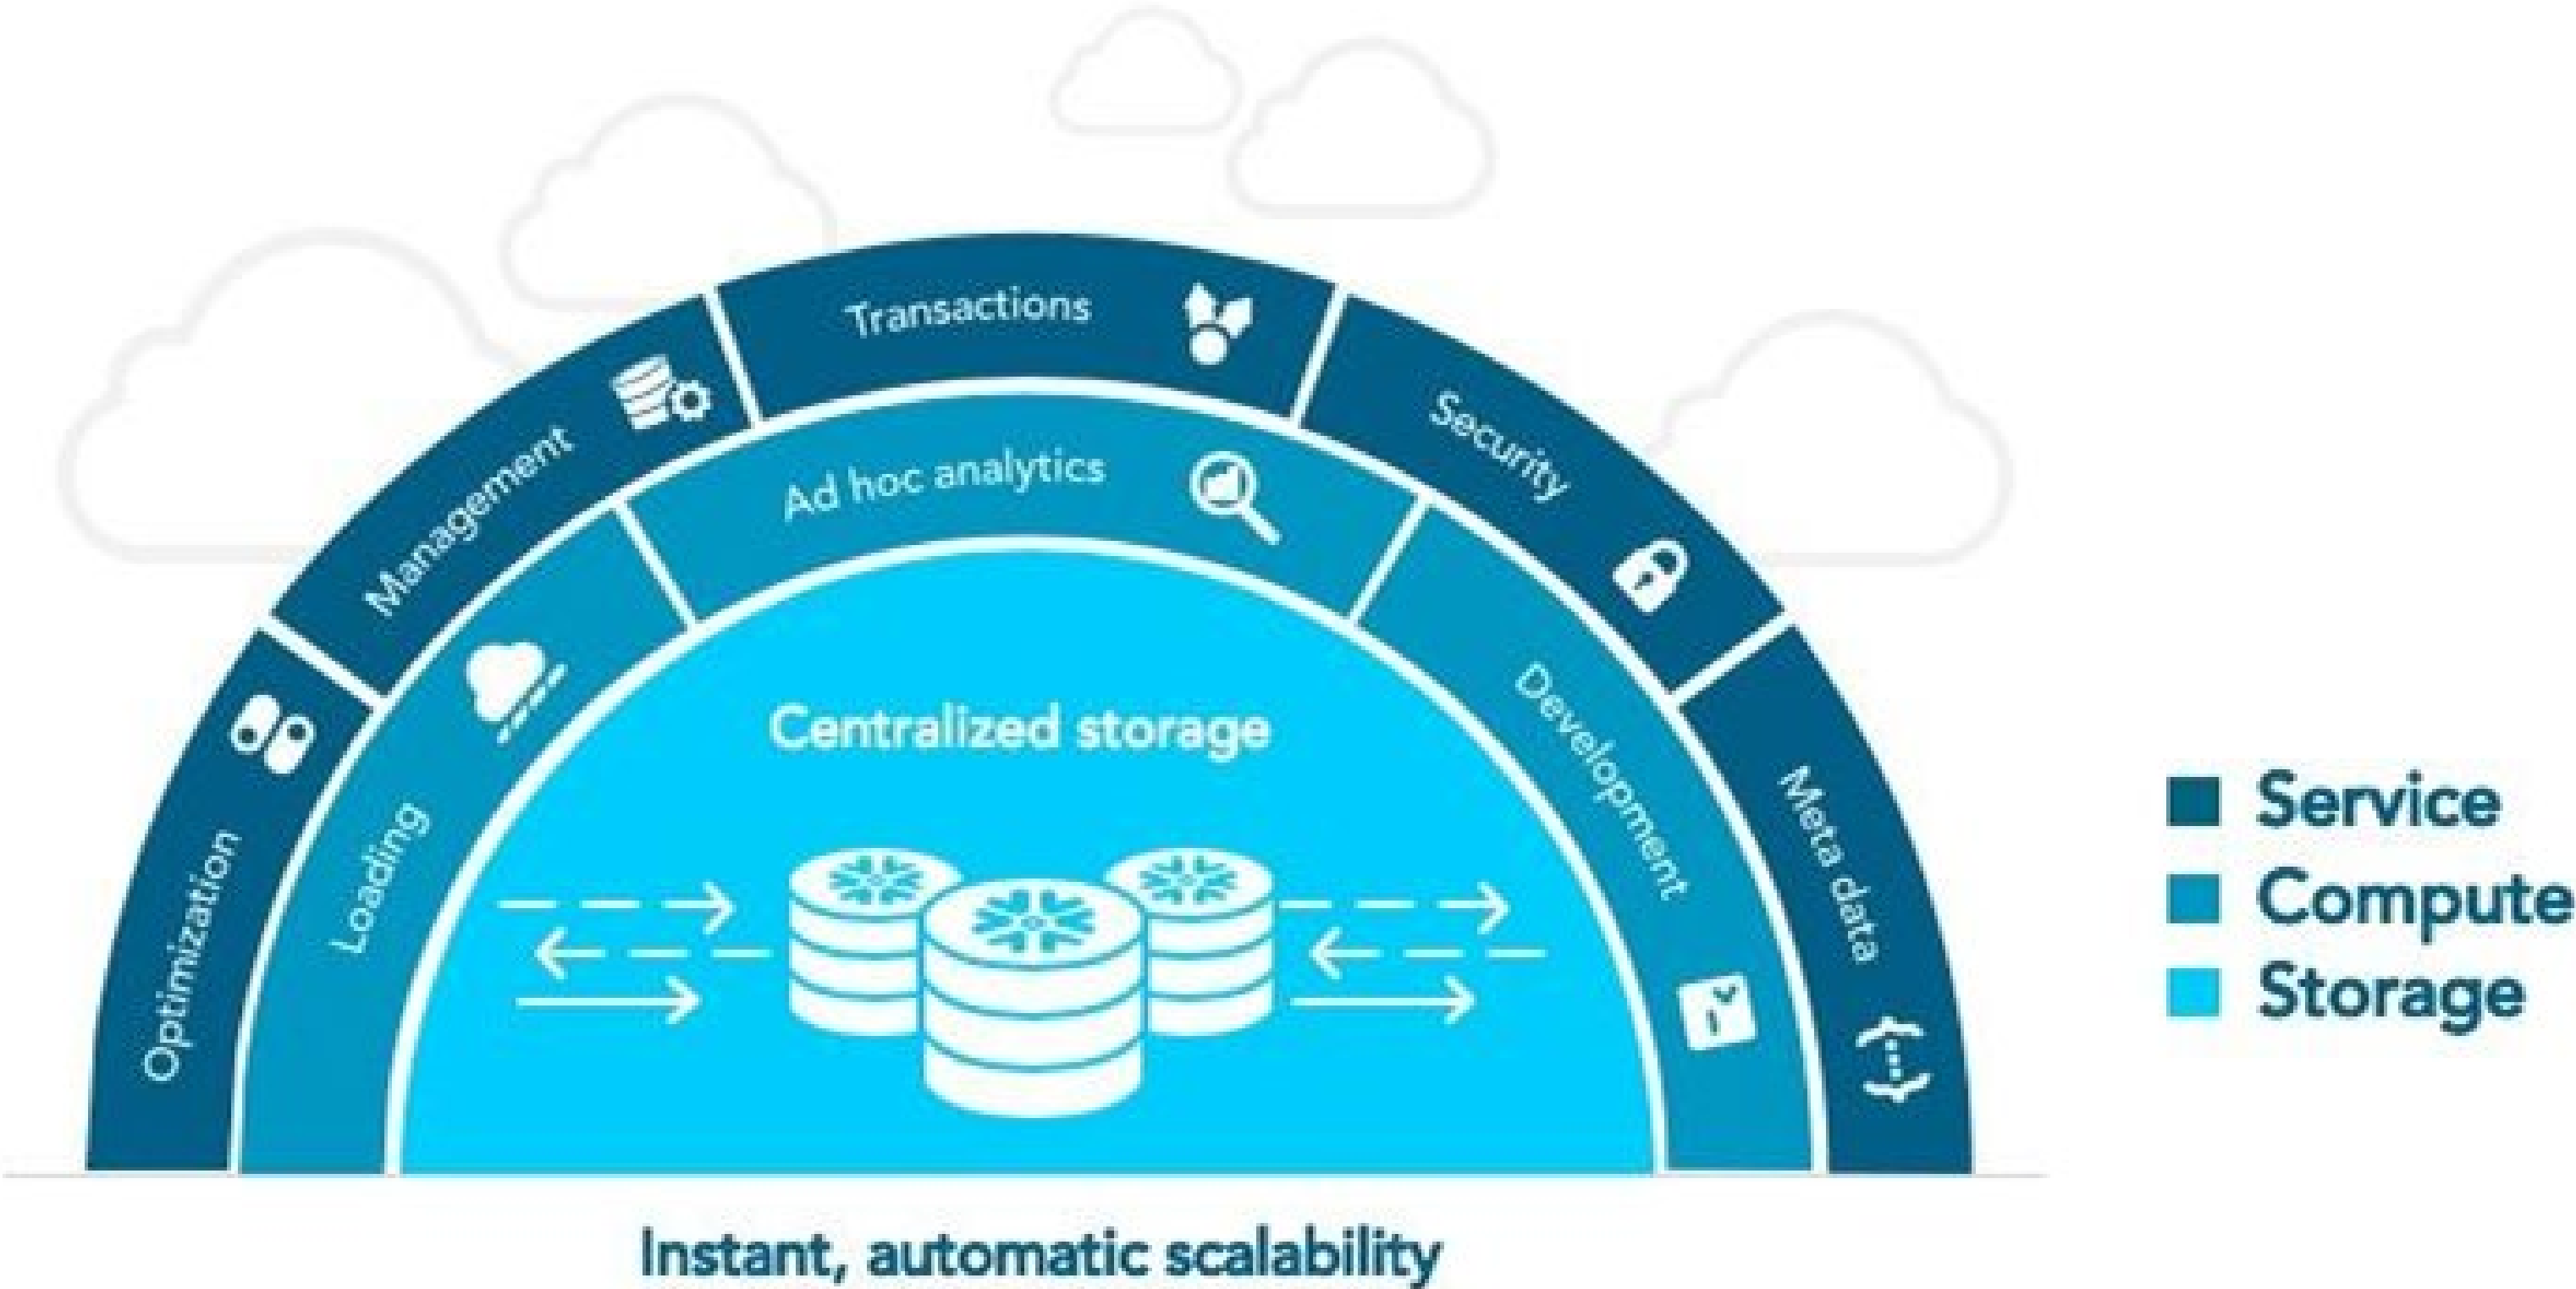 Transactions
Management
Security
Ad hoc analytics
Optimization
Loading
Development
Meta data
Centralized storage
Service
Compute
Storage
Instant, automatic scalability